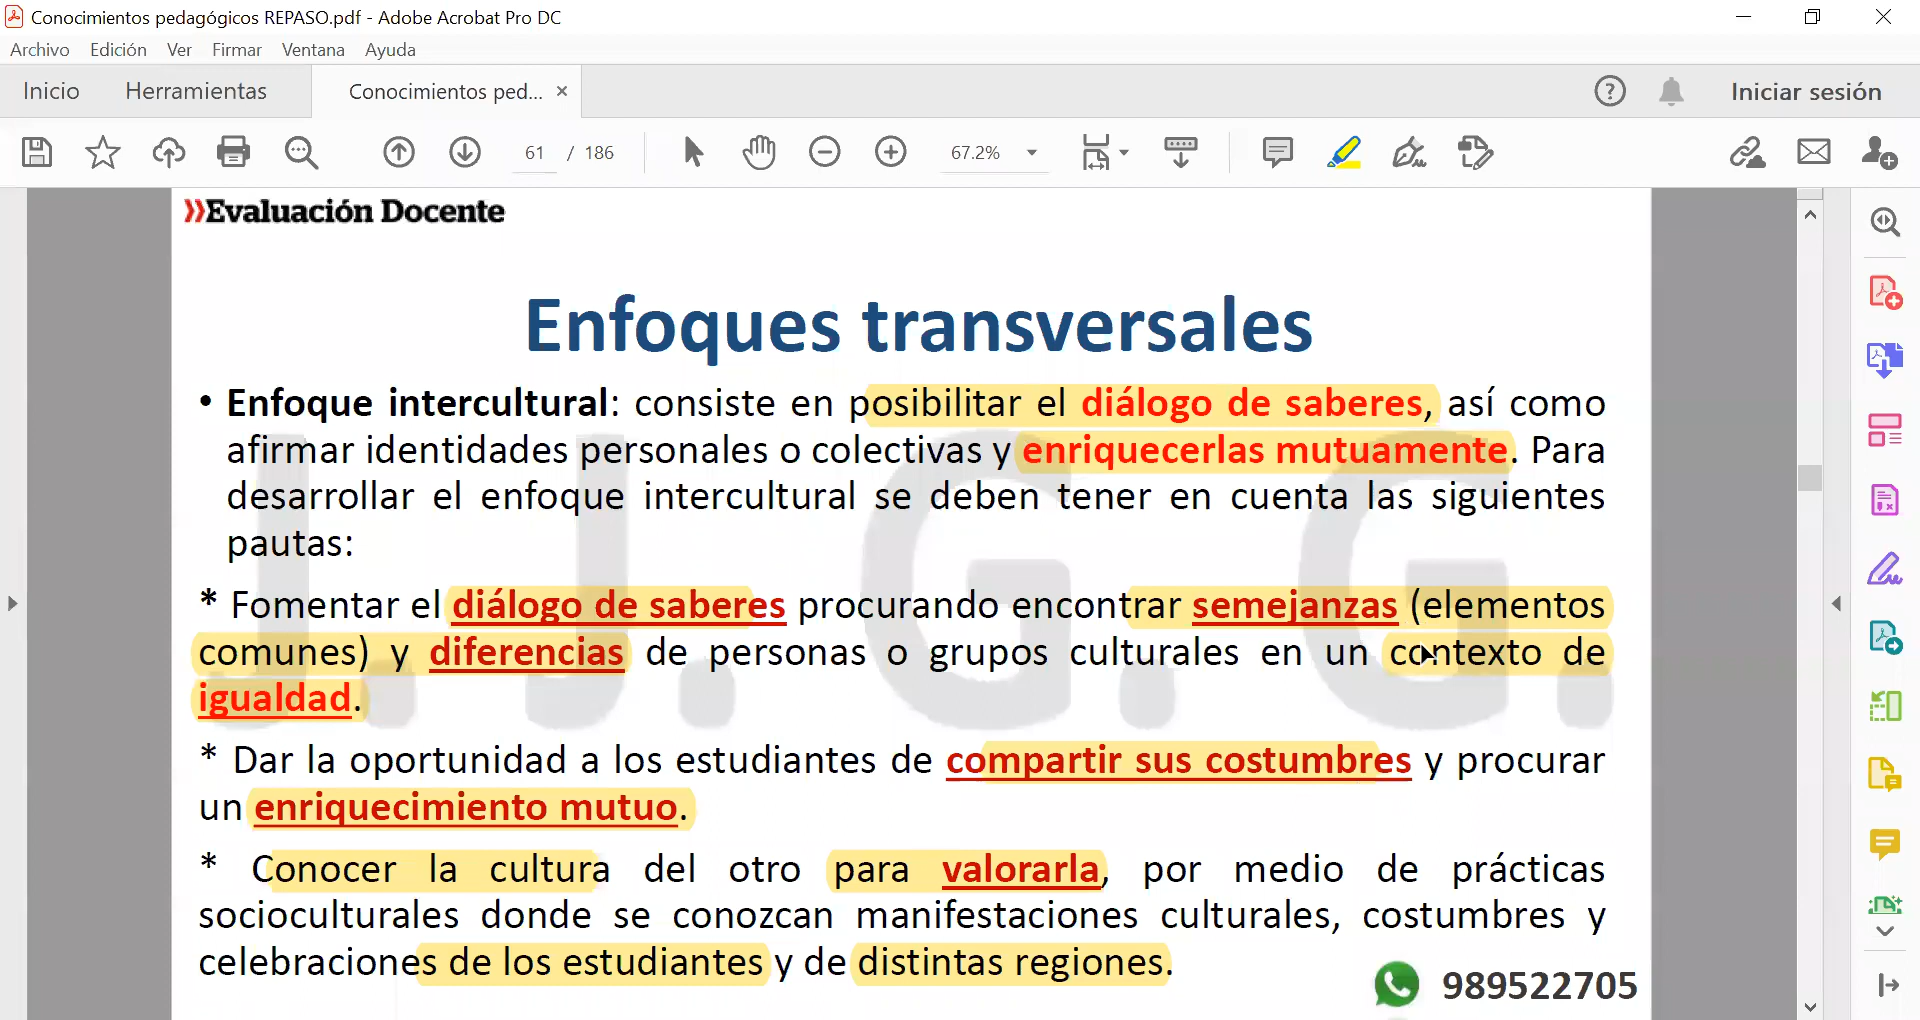 Conocimientos pedagógicos REPASO.pdf - Adobe Acrobat Pro DC
Archivo Edición Ver Firmar Ventana Ayuda
Inicio Herramientas Conocimientos ped... × Iniciar sesión
61 / 186 67.2%
Evaluación Docente
Enfoques transversales
• Enfoque intercultural: consiste en posibilitar el diálogo de saberes, así como
afirmar identidades personales o colectivas y enriquecerlas mutuamente. Para
desarrollar el enfoque intercultural se deben tener en cuenta las siguientes
pautas:
* Fomentar el diálogo de saberes procurando encontrar semejanzas (elementos
comunes) y diferencias de personas o grupos culturales en un contexto de
igualdad.
* Dar la oportunidad a los estudiantes de compartir sus costumbres y procurar
un enriquecimiento mutuo.
* Conocer la cultura del otro para valorarla, por medio de prácticas
socioculturales donde se conozcan manifestaciones culturales, costumbres y
celebraciones de los estudiantes y de distintas regiones.
J. J. G. G.
989522705